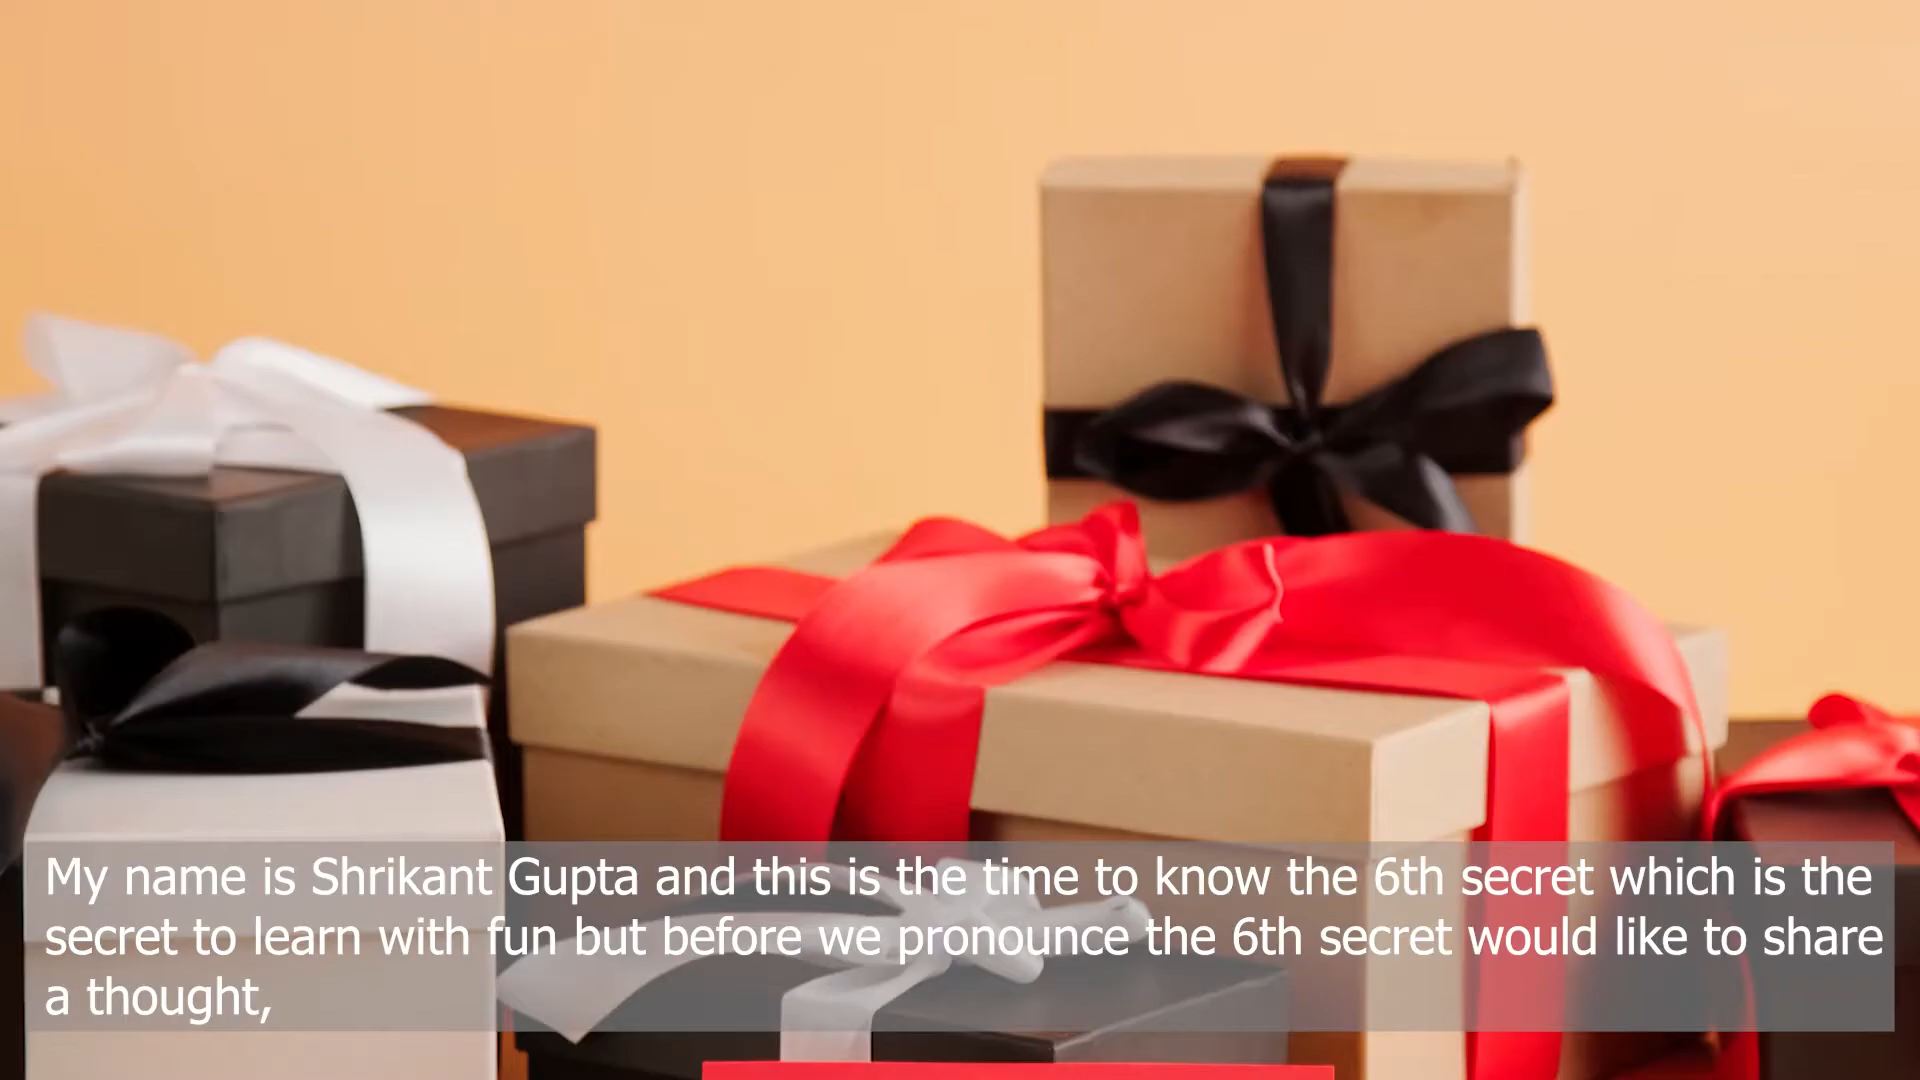 My name is Shrikant Gupta and this is the time to know the 6th secret which is the
secret to learn with fun but before we pronounce the 6th secret would like to share
a thought,